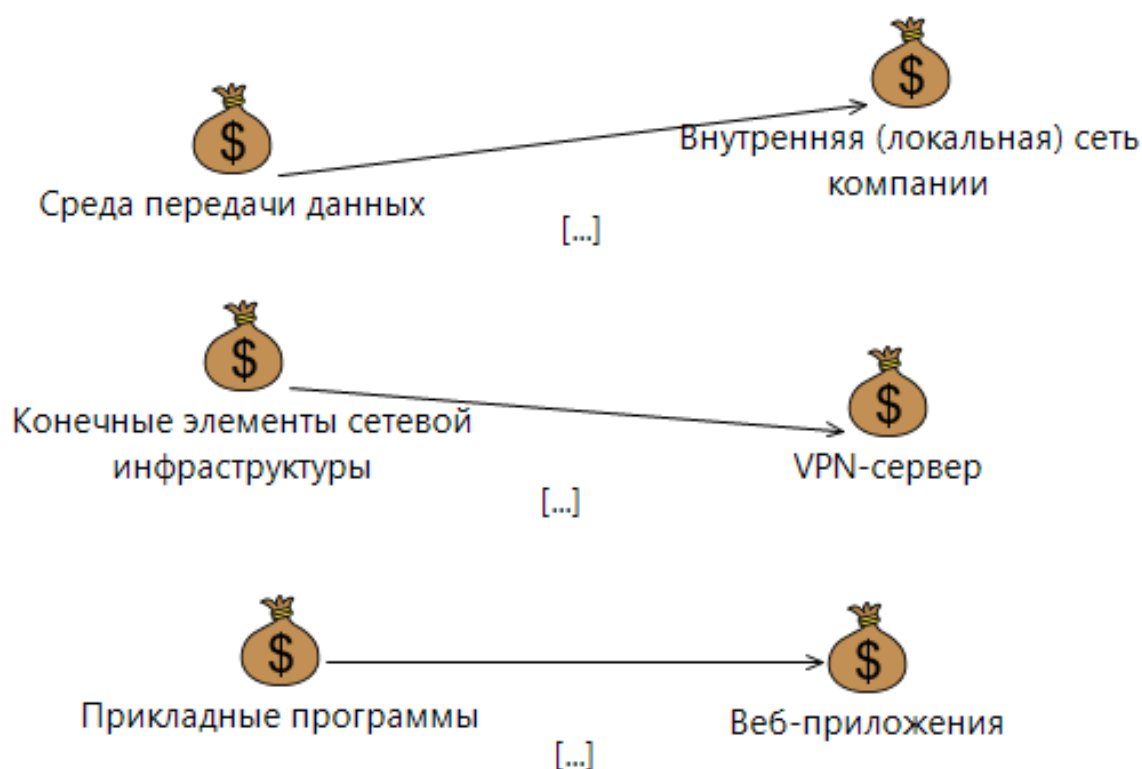 $
$
Внутренняя (локальная) сеть
компании
Среда передачи данных
[...]
$
$
Конечные элементы сетевой
инфраструктуры
VPN-сервер
[...]
$
$
Прикладные программы
Веб-приложения
[...]